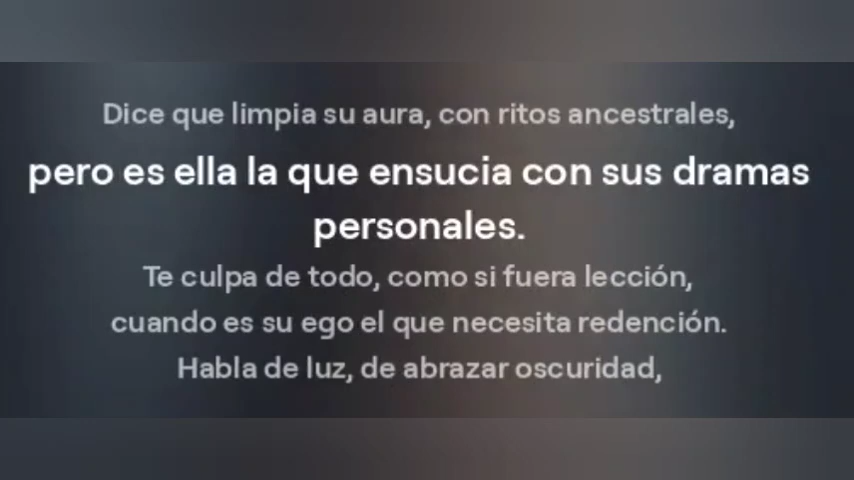 Dice que limpia su aura, con ritos ancestrales,
pero es ella la que ensucia con sus dramas
personales.
Te culpa de todo, como si fuera lección,
cuando es su ego el que necesita redención.
Habla de luz, de abrazar oscuridad,